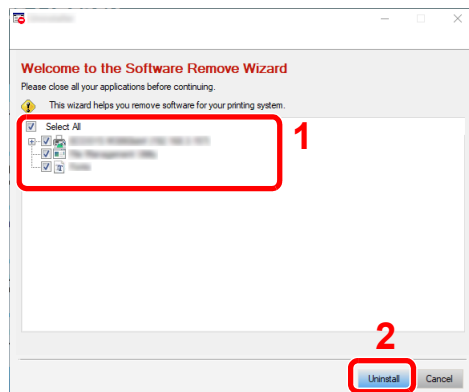 Welcome to the Software Remove Wizard
Please close all your applications before continuing.
This wizard helps you remove software for your printing system.
Select All
1
2
Uninstall
Cancel